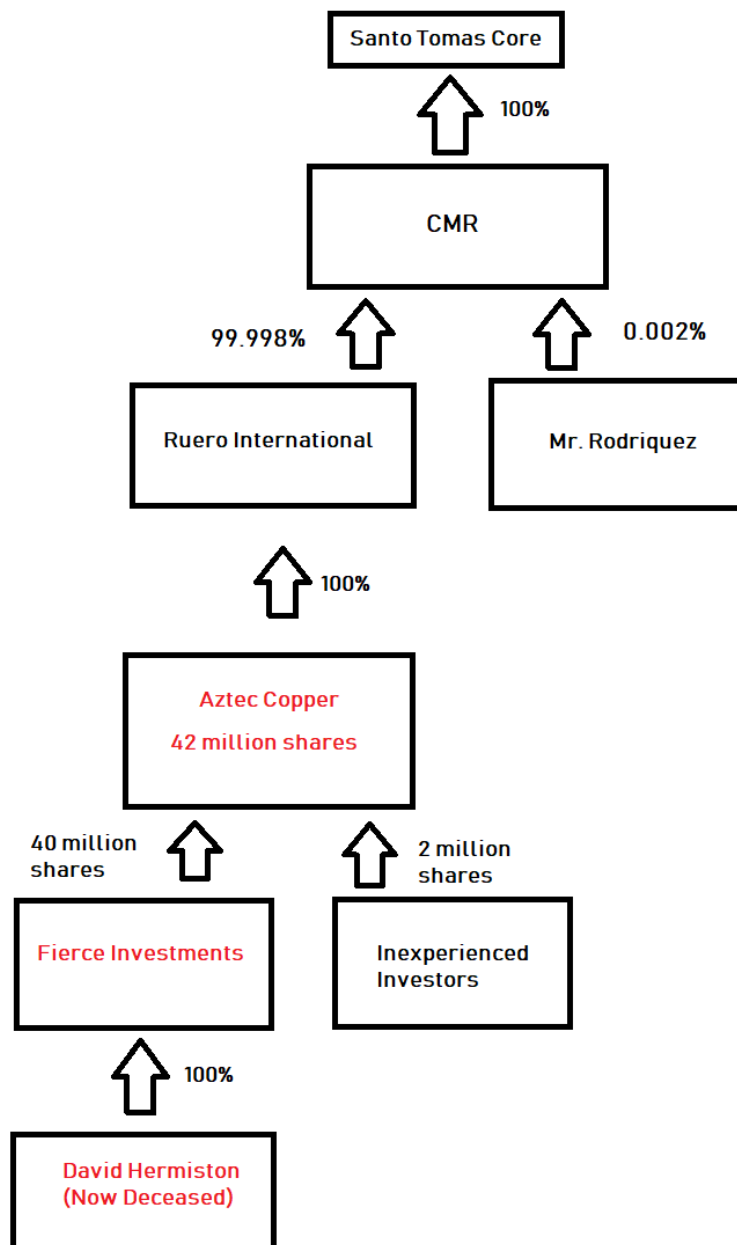 Santo Tomas Core
100%
CMR
99.998%
0.002%
Ruero International
Mr. Rodriquez
100%
Aztec Copper
42 million shares
40 million
shares
2 million
shares
Fierce Investments
Inexperienced
Investors
100%
David Hermiston
(Now Deceased)